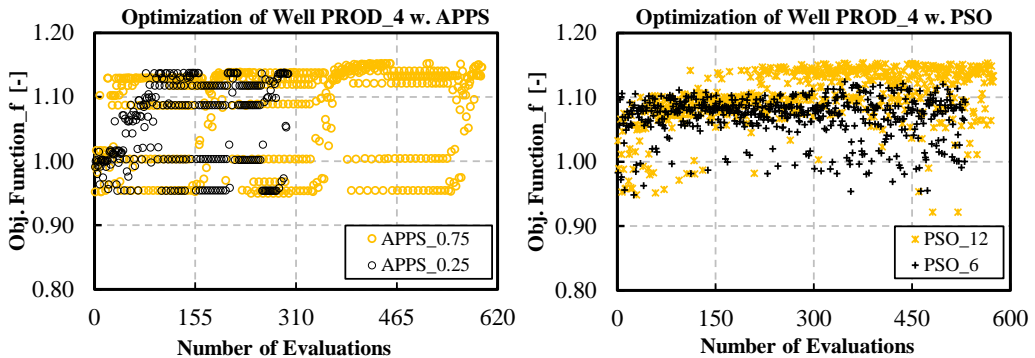 Optimization of Well PROD_4 w. APPS
1.20
1.10
1.00
0.90
0.80
Obj. Function_f [-]
APPS_0.75
APPS_0.25
0
155
310
465
620
Number of Evaluations
Optimization of Well PROD_4 w. PSO
1.20
1.10
1.00
0.90
0.80
Obj. Function_f [-]
PSO_12
PSO_6
0
150
300
450
600
Number of Evaluations